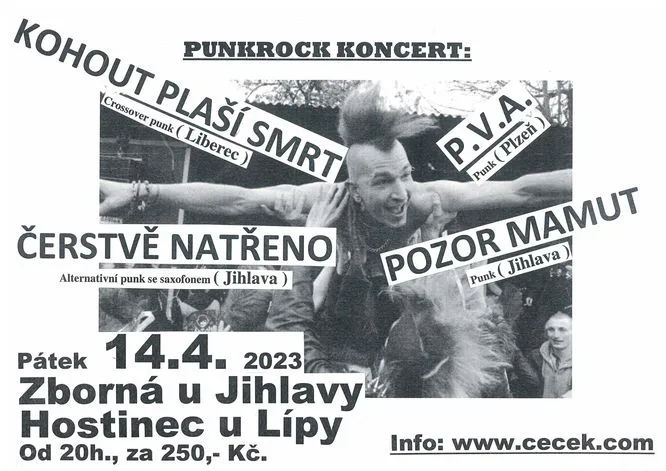 PUNKROCK KONCERT:
KOHOUT PLAŠÍ SMRT
Crossover punk ( Liberec )
P.V.A.
Punk ( Plzeň )
ČERSTVĚ NATŘENO
Alternativní punk se saxofonem ( Jihlava )
POZOR MAMUT
Punk ( Jihlava )
Pátek 14.4. 2023
Zborná u Jihlavy
Hostinec u Lípy
Od 20h., za 250,- Kč.
Info: www.cecek.com